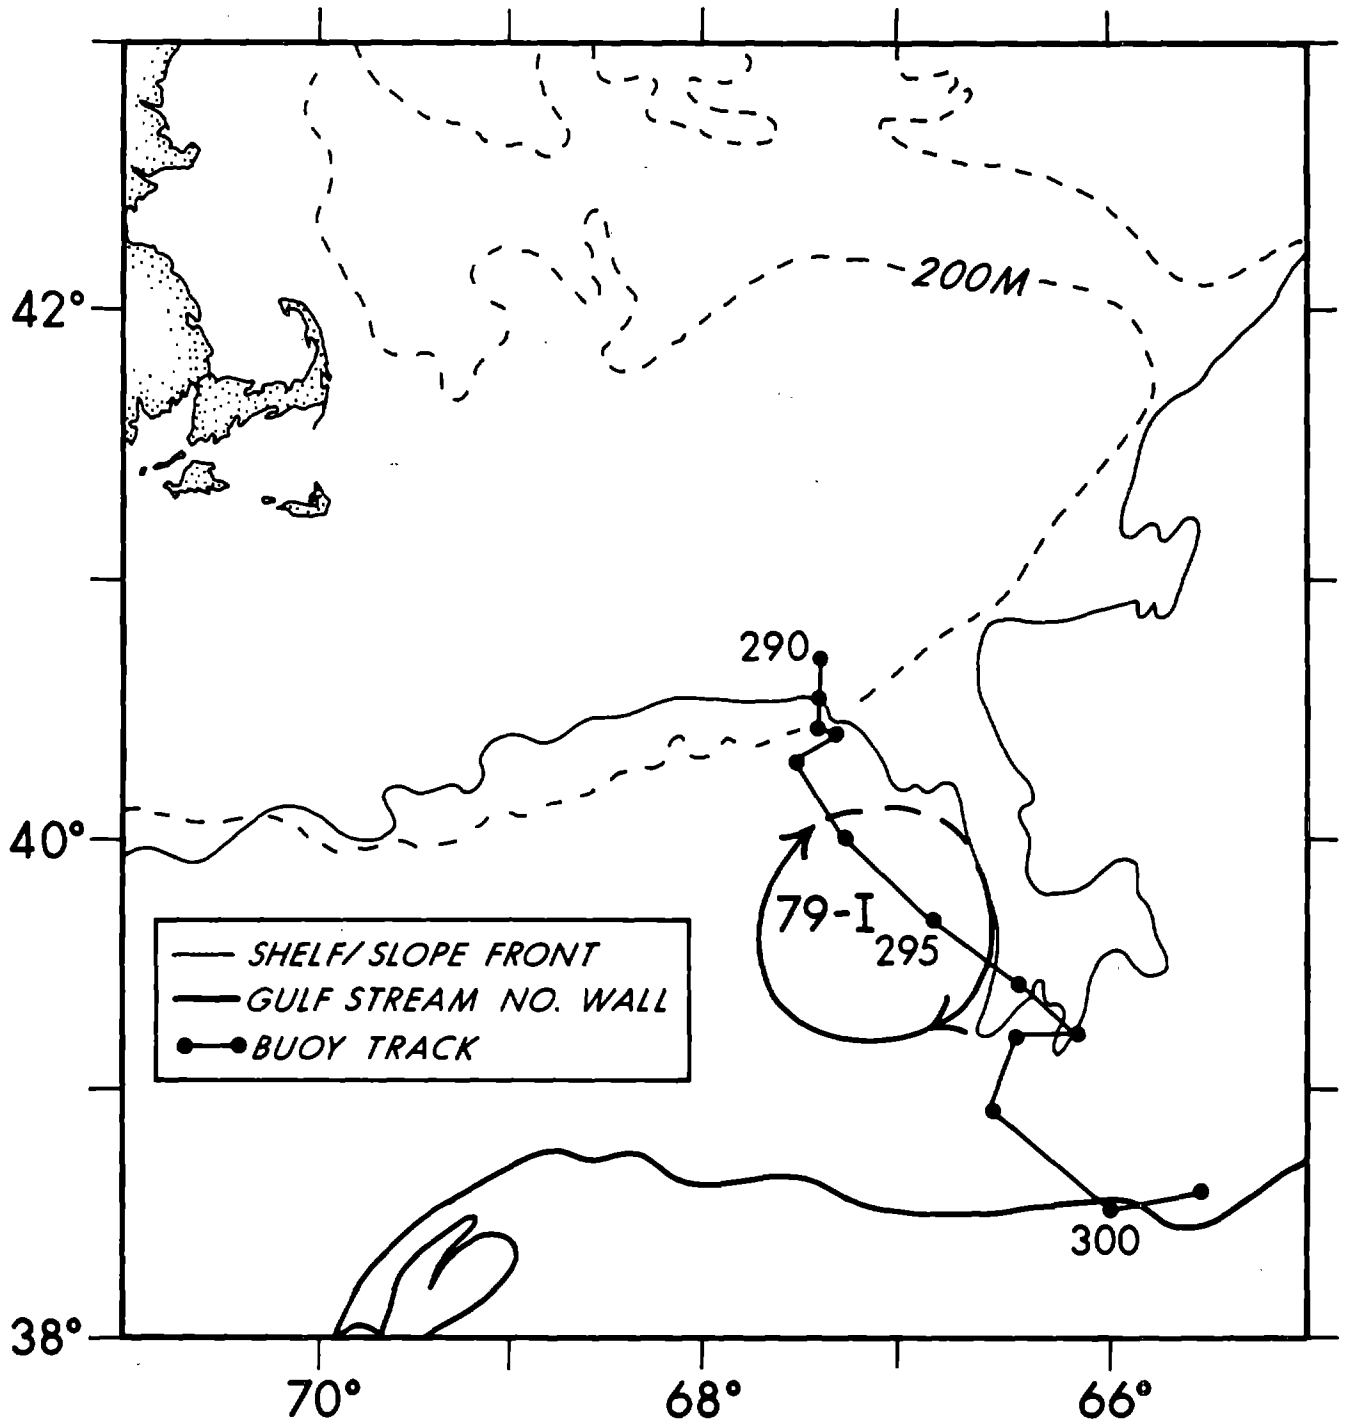 200M
42°
290
40°
79-I
295
SHELF/SLOPE FRONT
GULF STREAM NO. WALL
BUOY TRACK
300
38°
70° 68° 66°